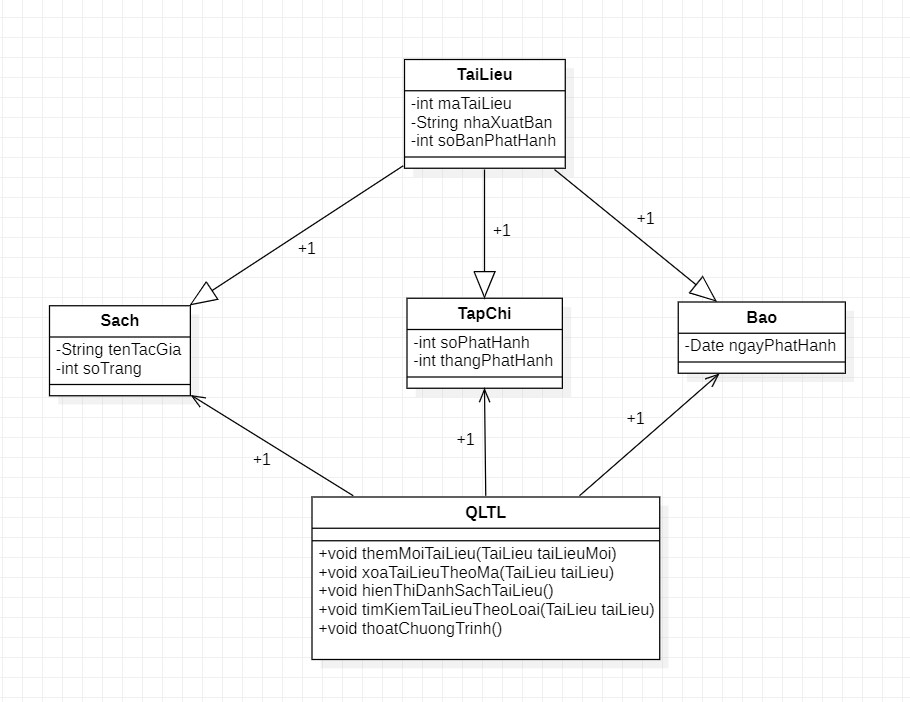 TaiLieu
-int maTaiLieu
-String nhaXuatBan
-int soBanPhatHanh
+1
+1
+1
Sach
-String tenTacGia
-int soTrang
TapChi
-int soPhatHanh
-int thangPhatHanh
Bao
-Date ngayPhatHanh
+1
+1
+1
QLTL
+void themMoiTaiLieu(TaiLieu taiLieuMoi)
+void xoaTaiLieuTheoMa(TaiLieu taiLieu)
+void hienThiDanhSachTaiLieu()
+void timKiemTaiLieuTheoLoai(TaiLieu taiLieu)
+void thoatChuongTrinh()